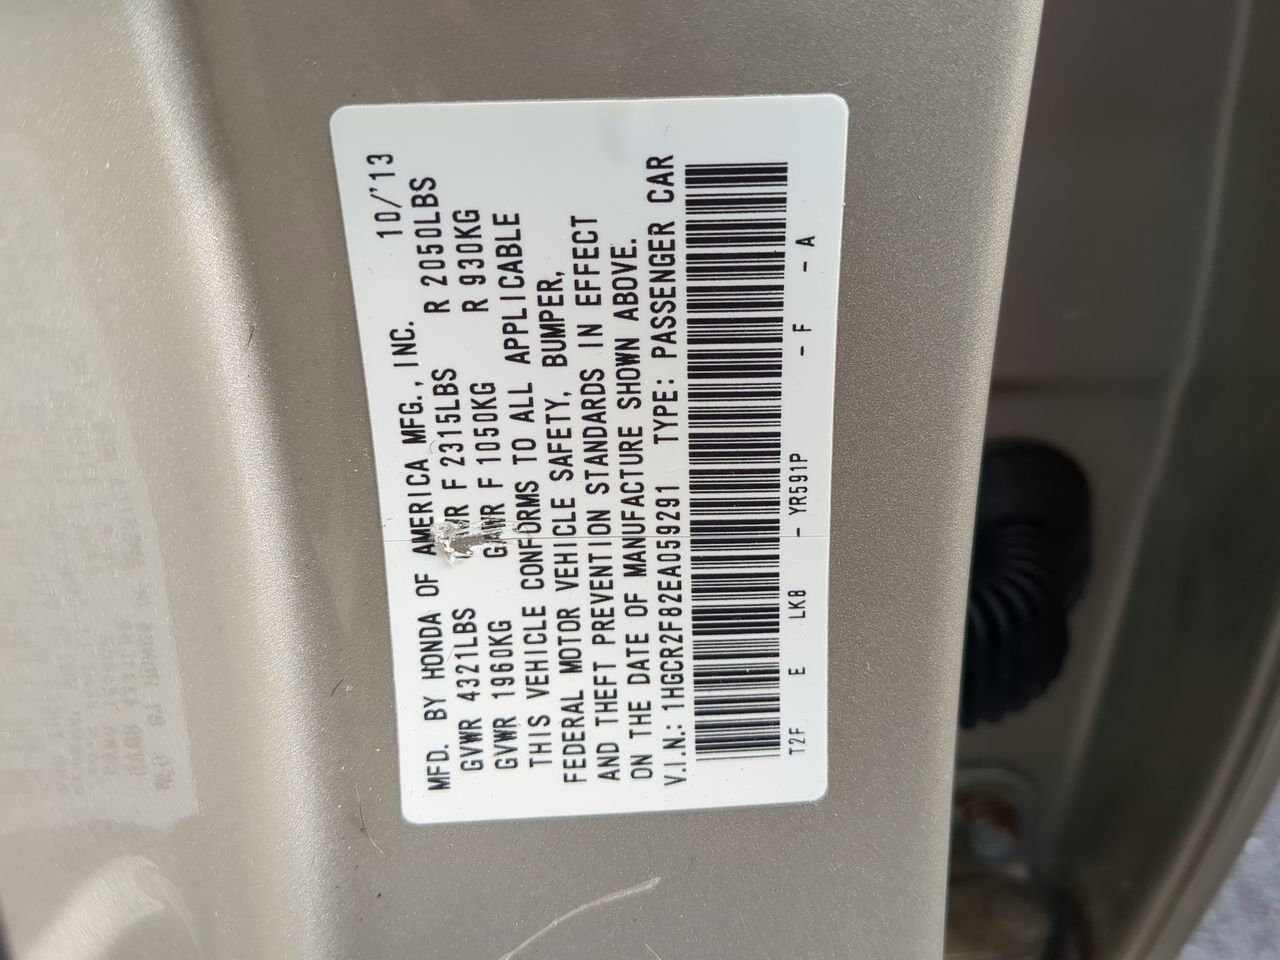 MFD. BY HONDA OF AMERICA MFG., INC. 10/'13
GVWR 4321LBS GAWR F 2315LBS R 2050LBS
GVWR 1960KG GAWR F 1050KG R 930KG
THIS VEHICLE CONFORMS TO ALL APPLICABLE
FEDERAL MOTOR VEHICLE SAFETY, BUMPER,
AND THEFT PREVENTION STANDARDS IN EFFECT
ON THE DATE OF MANUFACTURE SHOWN ABOVE.
V.I.N.: 1HGCR2F82EA059291 TYPE: PASSENGER CAR
T2F E LK8 - YR591P - F - A